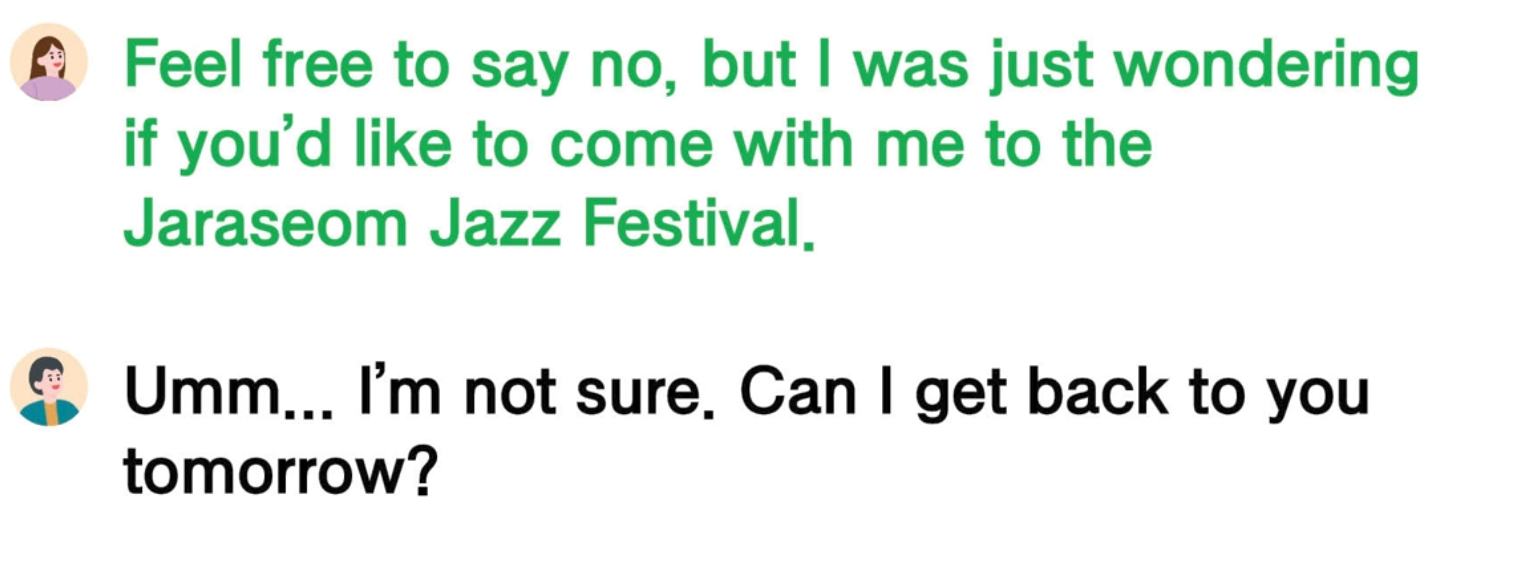 Feel free to say no, but I was just wondering
if you’d like to come with me to the
Jaraseom Jazz Festival.
Umm... I’m not sure. Can I get back to you
tomorrow?